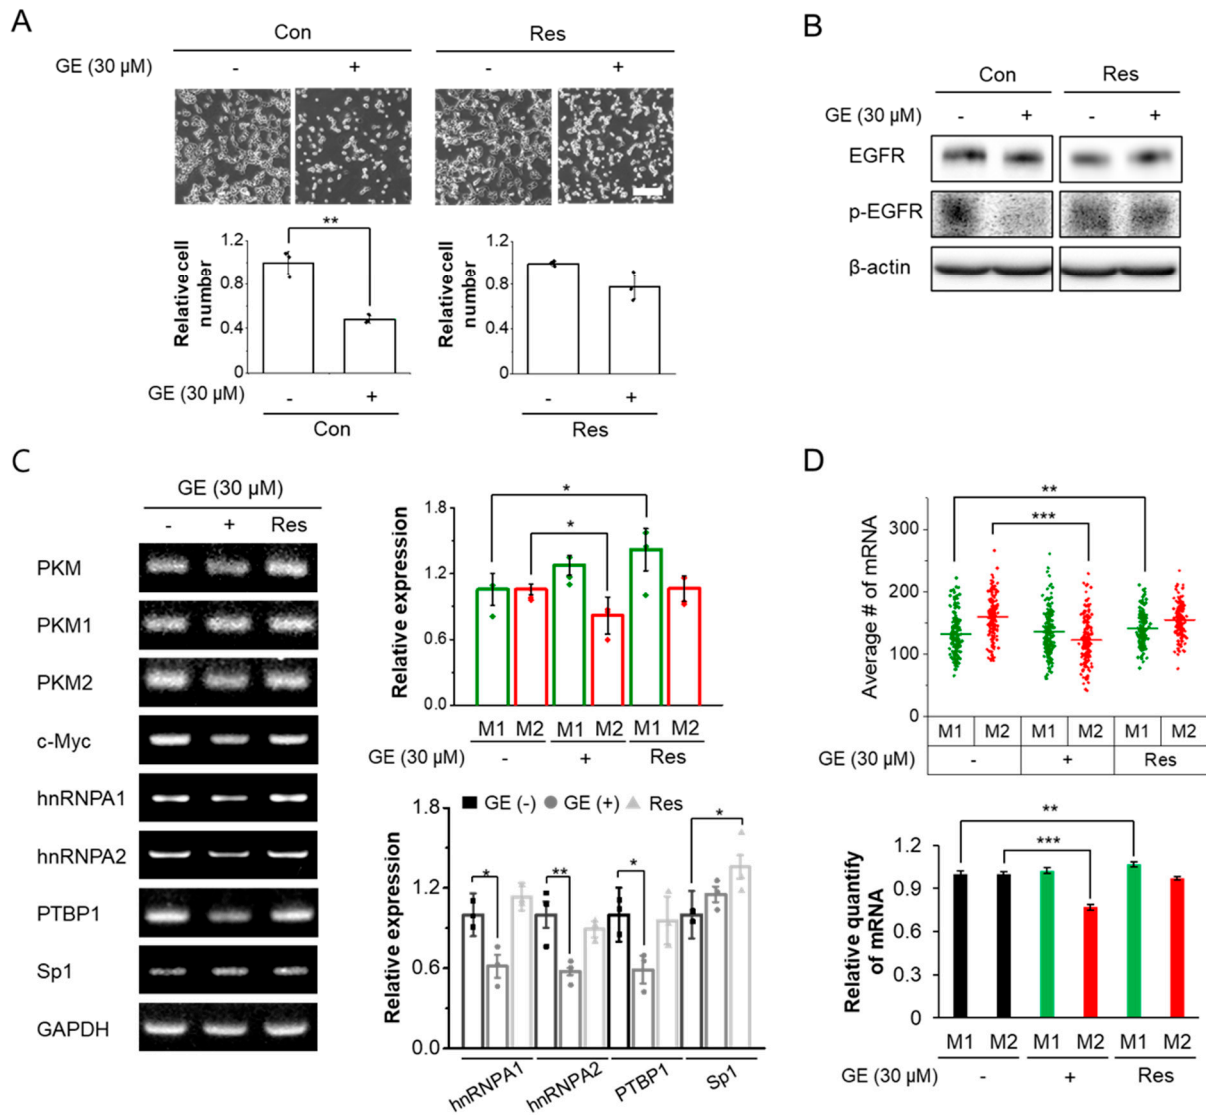 A
Con
Res
GE (30 µM)
-
+
-
+
**
Relative cell number
1.2
0.8
0.4
0
GE (30 µM)
-
+
Con
Relative cell number
1.2
0.8
0.4
0
-
+
Res
B
Con
Res
GE (30 µM)
-
+
-
+
EGFR
p-EGFR
β-actin
C
GE (30 µM)
-
+
Res
PKM
PKM1
PKM2
c-Myc
hnRNPA1
hnRNPA2
PTBP1
Sp1
GAPDH
*
*
Relative expression
1.8
1.2
0.6
0.0
M1 M2 M1 M2 M1 M2
GE (30 µM)
-
+
Res
GE (-) GE (+) Res
* ** * *
Relative expression
1.8
1.2
0.6
0.0
hnRNPA1
hnRNPA2
PTBP1
Sp1
D
**
***
Average # of mRNA
300
200
100
0
M1 M2 M1 M2 M1 M2
GE (30 µM)
-
+
Res
**
***
Relative quantify of mRNA
1.2
0.9
0.6
0.3
0
M1 M2 M1 M2 M1 M2
GE (30 µM)
-
+
Res